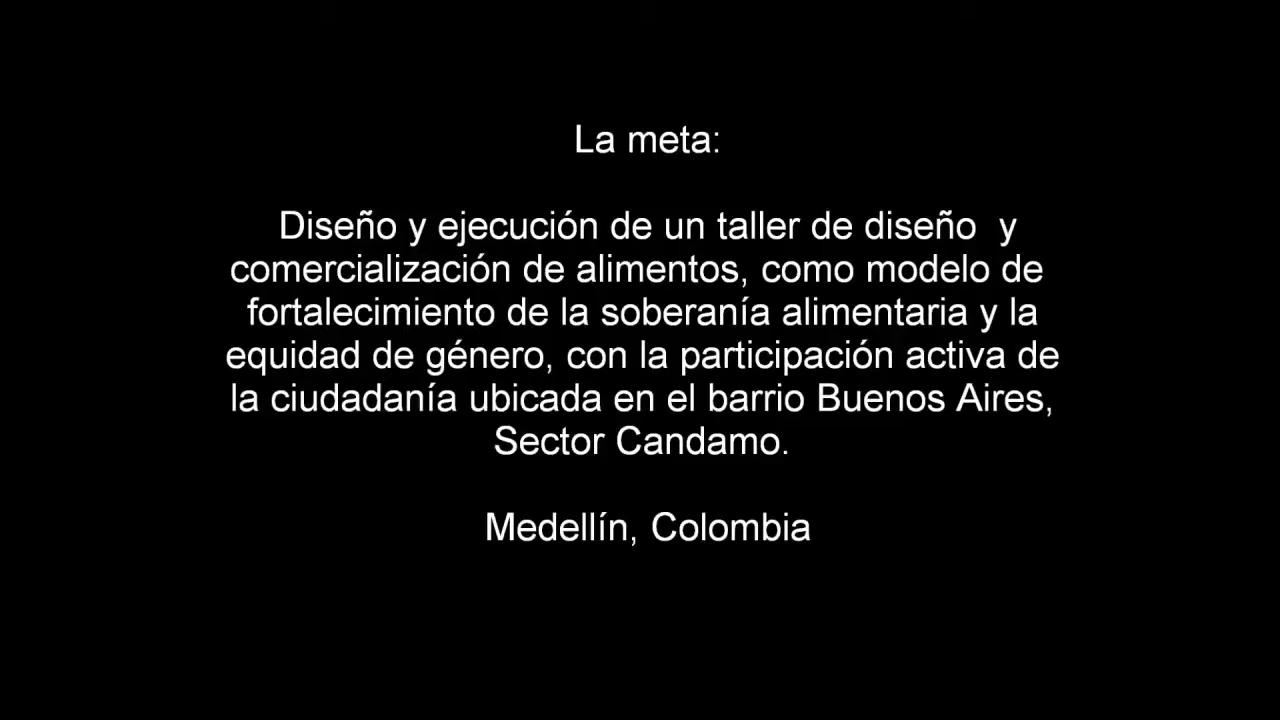 La meta:
Diseño y ejecución de un taller de diseño  y
comercialización de alimentos, como modelo de
fortalecimiento de la soberanía alimentaria y la
equidad de género, con la participación activa de
la ciudadanía ubicada en el barrio Buenos Aires,
Sector Candamo.
Medellín, Colombia